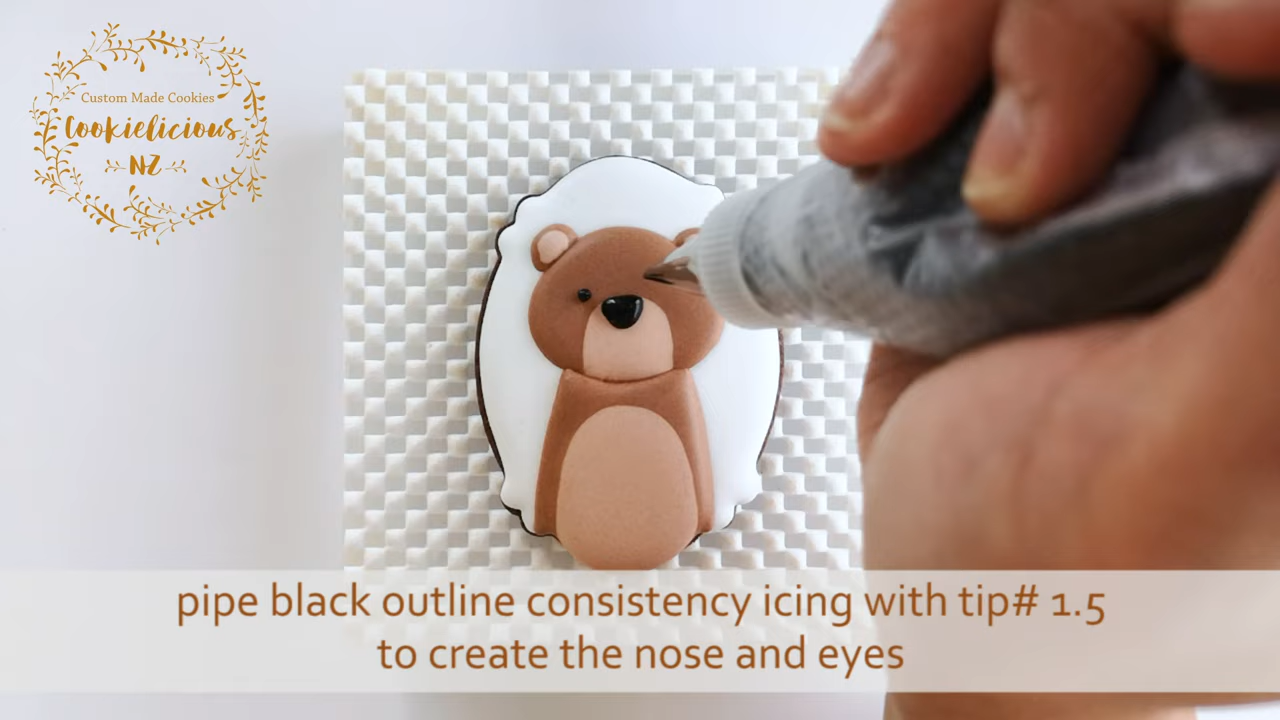 Custom Made Cookies
Cookielicious
NZ
pipe black outline consistency icing with tip# 1.5
to create the nose and eyes